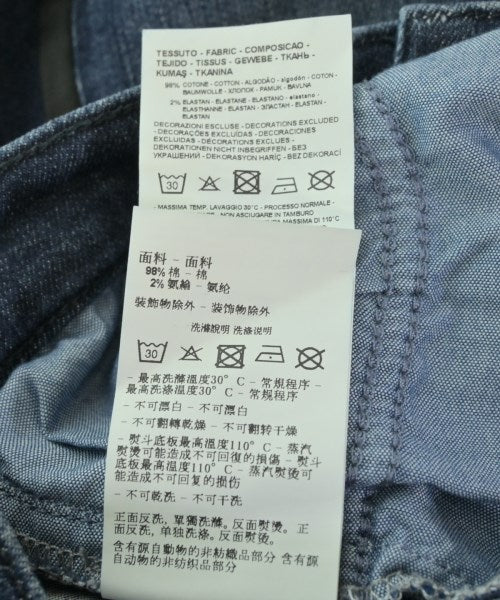 TESSUTO - FABRIC - COMPOSICAO -
TEJIDO - TISSUS - GEWEBE - ТКАНЬ -
KUMAŞ - TKANINA
98% COTONE - COTTON - ALGODÃO - algodón - COTON -
BAUMWOLLE - ХЛОПОК - PAMUK - BAVLNA
2% ELASTAN - ELASTANE - ELASTANO - elastano -
ELASTHANNE - ELASTAN - ЭЛАСТАН - ELASTAN -
DECORAZIONI ESCLUSE - DECORATIONS EXCLUDED
- DECORAÇÕES EXCLUÍDAS - DECORACIONES
EXCLUIDAS - DÉCORATIONS EXCLUES -
DEKORATIONEN NICHT INBEGRIFFEN - БЕЗ
УКРАШЕНИЙ - DEKORASYON HARİÇ - BEZ DEKORACÍ
30
- MASSIMA TEMP. LAVAGGIO 30°C - PROCESSO NORMALE -
NON ASCIUGARE IN TAMBURO
MASSIMA DI 110°C
面料 - 面料
98% 棉 - 棉
2% 氨綸 - 氨纶
装飾物除外 - 装饰物除外
洗滌說明 洗涤说明
30
- 最高洗滌溫度30° C - 常規程序 -
最高洗涤温度30° C - 常规程序
- 不可漂白 - 不可漂白
- 不可翻轉乾燥 - 不可翻转干燥
- 熨斗底板最高溫度110° C - 蒸汽
熨燙可能造成不可回復的損傷 - 熨斗
底板最高温度110° C - 蒸汽熨烫可
能造成不可回复的损伤
- 不可乾洗 - 不可干洗
正面反洗, 單獨洗滌。反面熨燙。 正
面反洗, 单独洗涤。反面熨烫。
含有源自動物的非紡織品部分 含有源
自动物的非纺织品部分